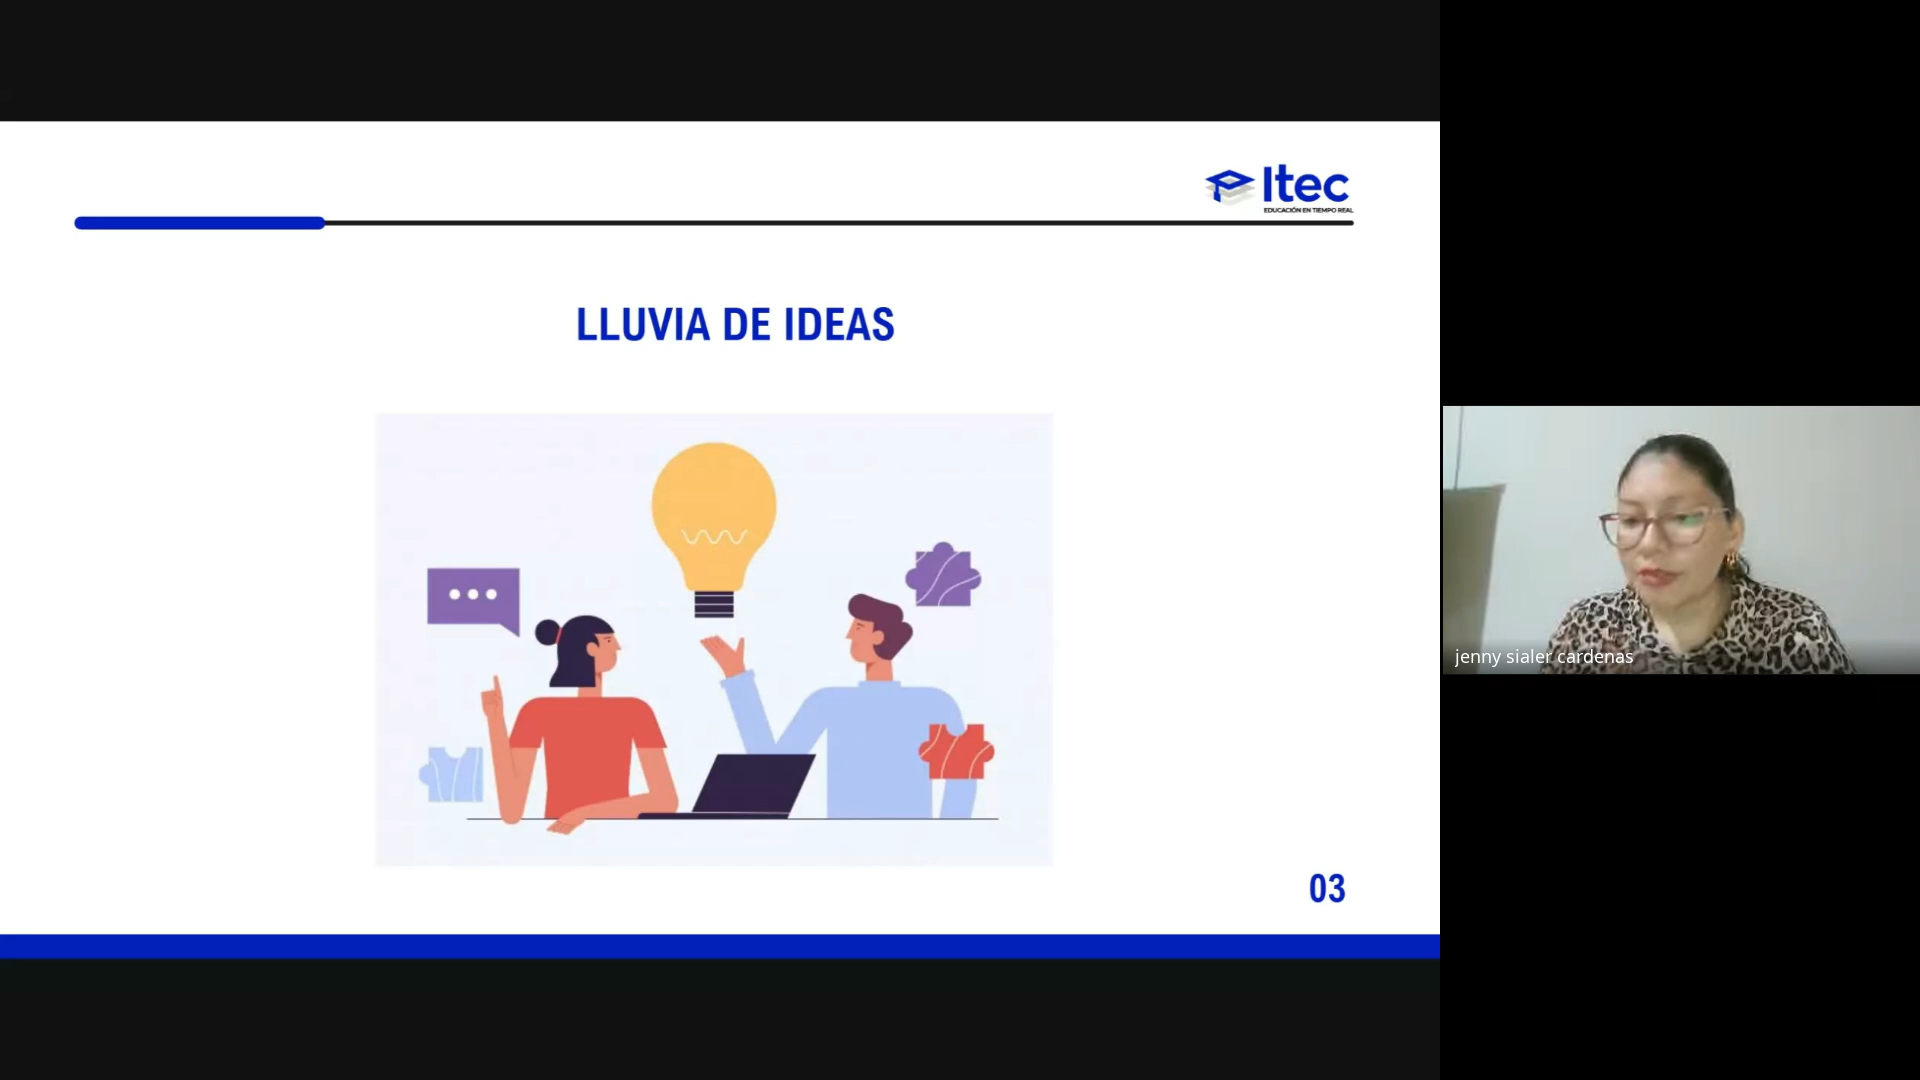 Itec
EDUCACIÓN EN TIEMPO REAL
LLUVIA DE IDEAS
03
jenny sialer cardenas